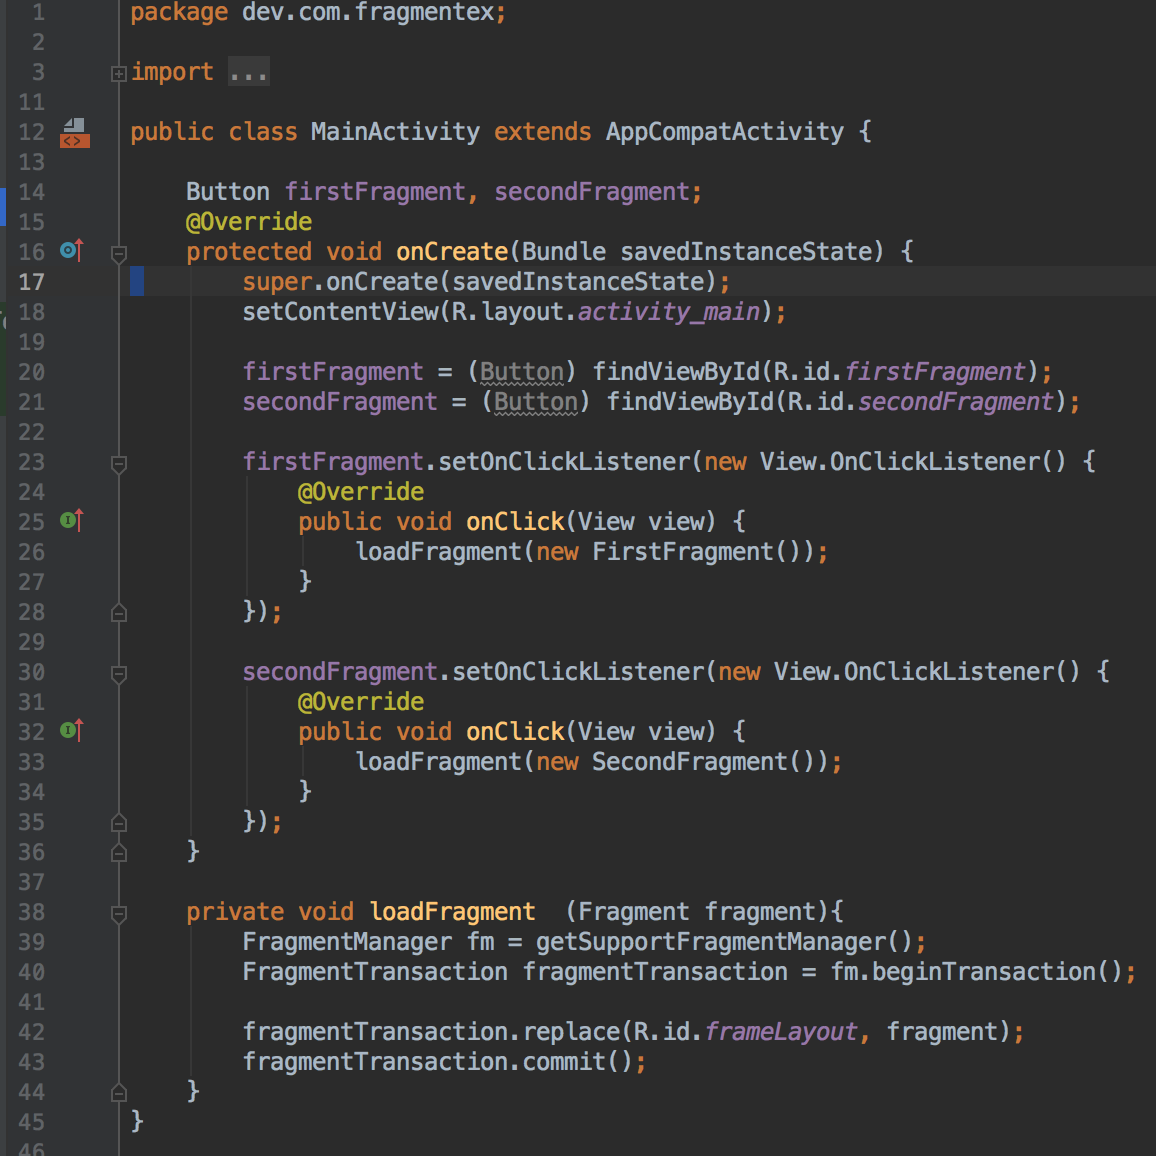 1 package dev.com.fragmentex;
2
3 import ...
11
12 public class MainActivity extends AppCompatActivity {
13
14 Button firstFragment, secondFragment;
15 @Override
16 protected void onCreate(Bundle savedInstanceState) {
17 super.onCreate(savedInstanceState);
18 setContentView(R.layout.activity_main);
19
20 firstFragment = (Button) findViewById(R.id.firstFragment);
21 secondFragment = (Button) findViewById(R.id.secondFragment);
22
23 firstFragment.setOnClickListener(new View.OnClickListener() {
24 @Override
25 public void onClick(View view) {
26 loadFragment(new FirstFragment());
27 }
28 });
29
30 secondFragment.setOnClickListener(new View.OnClickListener() {
31 @Override
32 public void onClick(View view) {
33 loadFragment(new SecondFragment());
34 }
35 });
36 }
37
38 private void loadFragment  (Fragment fragment){
39 FragmentManager fm = getSupportFragmentManager();
40 FragmentTransaction fragmentTransaction = fm.beginTransaction();
41
42 fragmentTransaction.replace(R.id.frameLayout, fragment);
43 fragmentTransaction.commit();
44 }
45 }
46